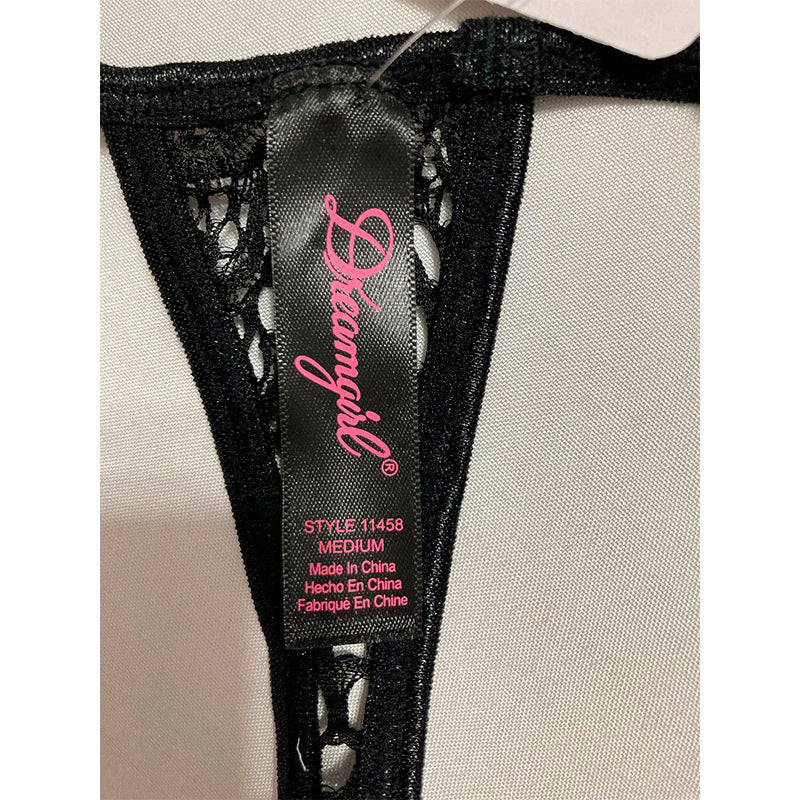 Dreamgirl®
STYLE 11458
MEDIUM
Made In China
Hecho En China
Fabriqué En Chine